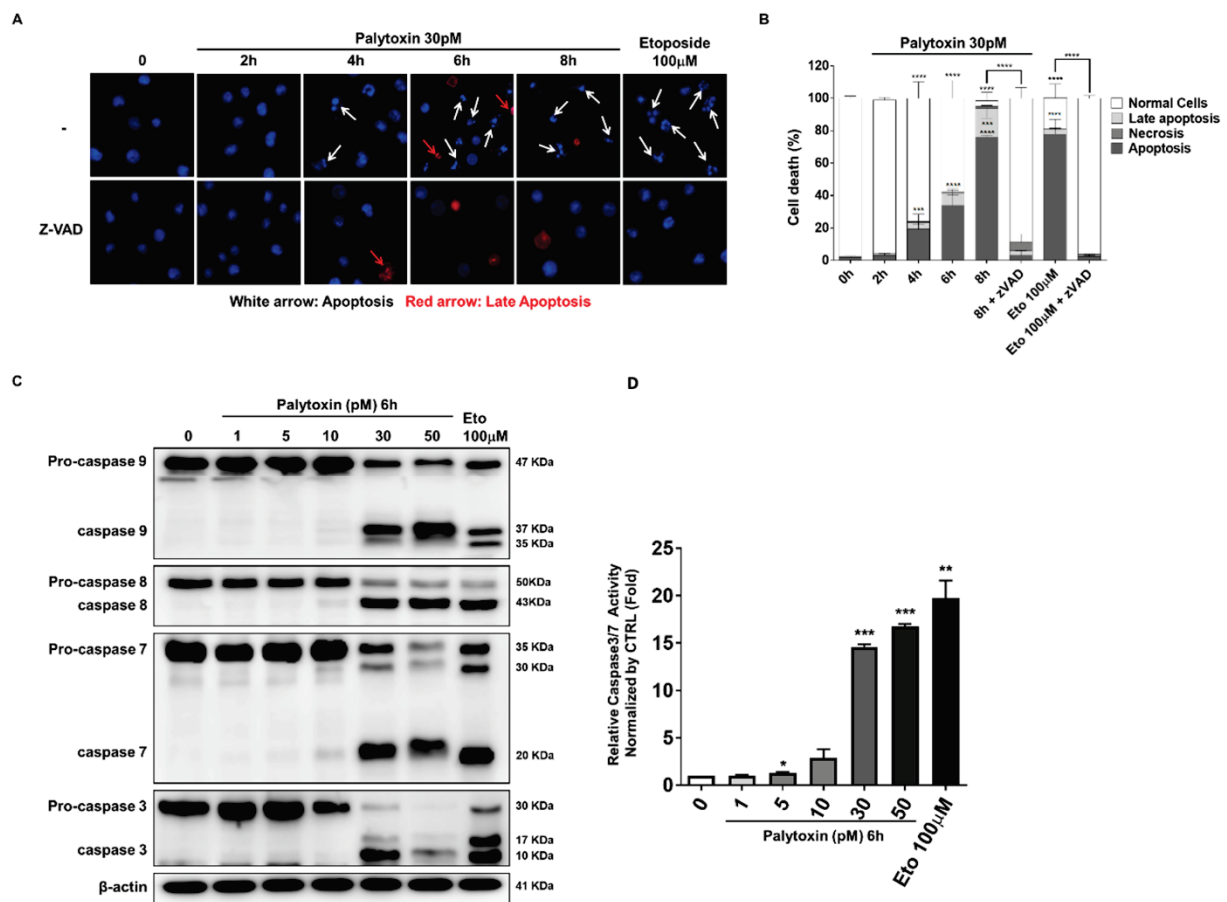 A
Palytoxin 30pM
Etoposide
0 2h 4h 6h 8h 100µM
-
Z-VAD
White arrow: Apoptosis Red arrow: Late Apoptosis
B
Palytoxin 30pM
****
****
120
100
80
60
40
20
0
Cell death (%)
**** **** **** ****
***
****
****
***
****
Normal Cells
Late apoptosis
Necrosis
Apoptosis
0h 2h 4h 6h 8h 8h + zVAD Eto 100µM Eto 100µM + zVAD
C
Palytoxin (pM) 6h
Eto
0 1 5 10 30 50 100µM
Pro-caspase 9 47 KDa
caspase 9 37 KDa
35 KDa
Pro-caspase 8 50KDa
caspase 8 43KDa
Pro-caspase 7 35 KDa
30 KDa
caspase 7 20 KDa
Pro-caspase 3 30 KDa
17 KDa
caspase 3 10 KDa
β-actin 41 KDa
D
Relative Caspase3/7 Activity
Normalized by CTRL (Fold)
25
20
15
10
5
0
*
***
***
**
0 1 5 10 30 50 Eto 100µM
Palytoxin (pM) 6h